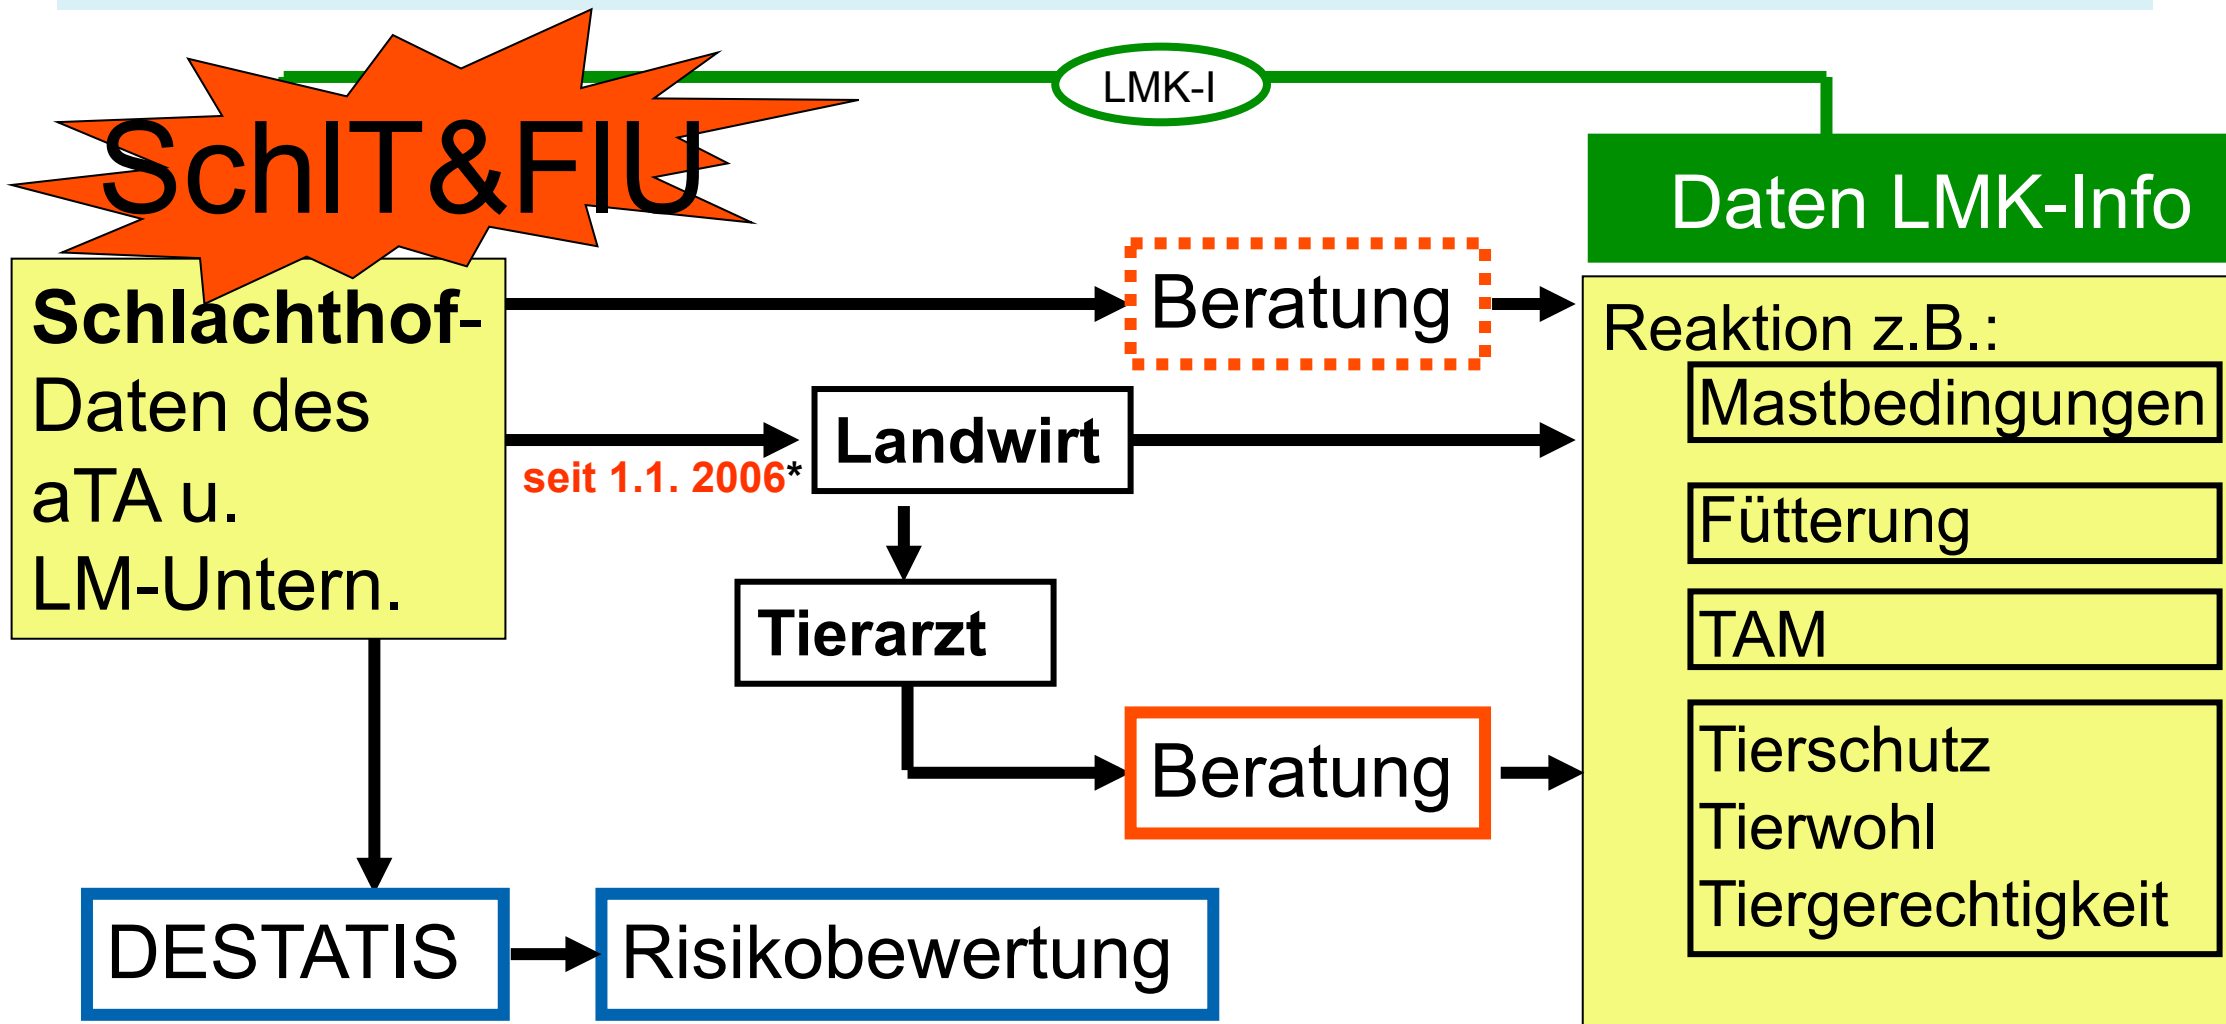 LMK-I
SchlT&FlU
Daten LMK-Info
Schlachthof-
Daten des
aTA u.
LM-Untern.
Beratung
seit 1.1. 2006*
Landwirt
Tierarzt
Beratung
DESTATIS
Risikobewertung
Reaktion z.B.:
Mastbedingungen
Fütterung
TAM
Tierschutz
Tierwohl
Tiergerechtigkeit